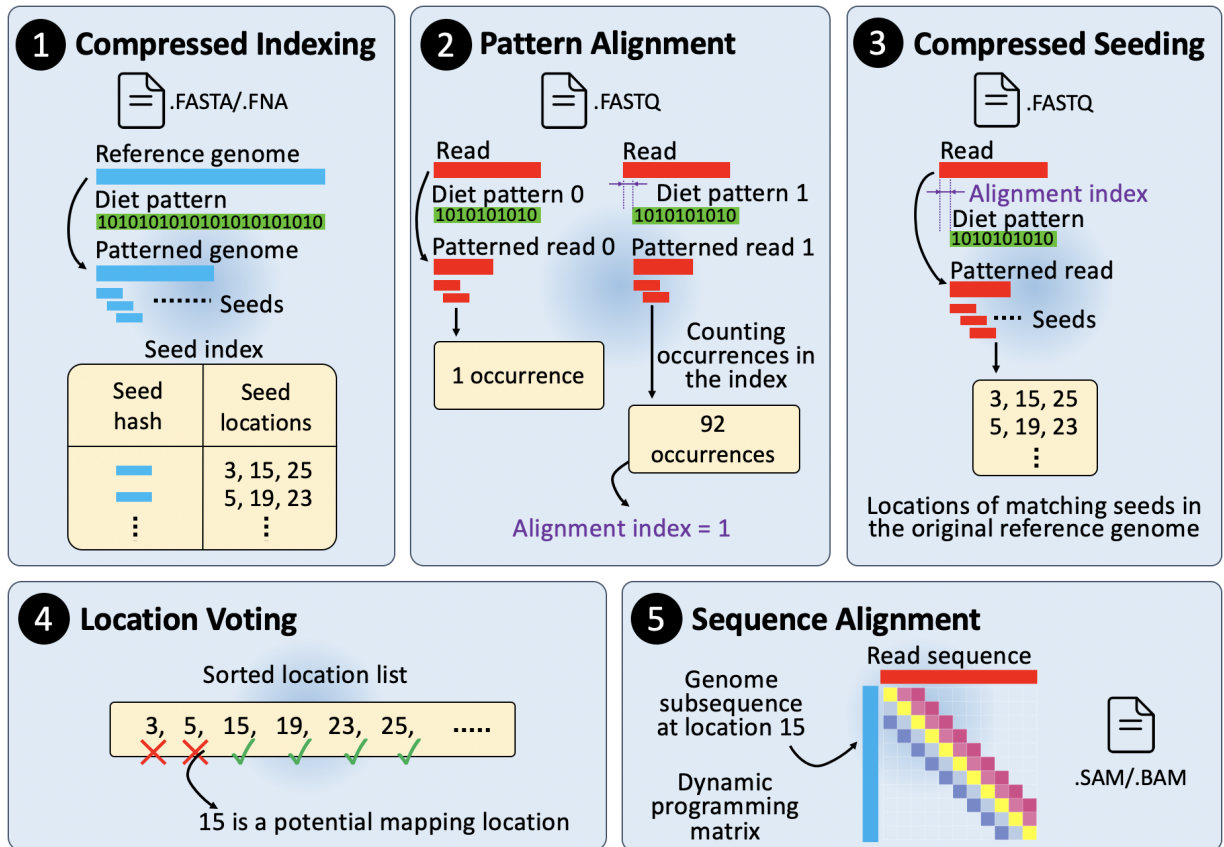 1 Compressed Indexing
.FASTA/.FNA
Reference genome
Diet pattern
101010101010101010101010
Patterned genome
Seeds
Seed index
Seed
hash
Seed
locations
3, 15, 25
5, 19, 23
2 Pattern Alignment
.FASTQ
Read
Diet pattern 0
1010101010
Patterned read 0
1 occurrence
Read
Diet pattern 1
1010101010
Patterned read 1
Counting
occurrences in
the index
92
occurrences
Alignment index = 1
3 Compressed Seeding
.FASTQ
Read
Alignment index
Diet pattern
1010101010
Patterned read
Seeds
3, 15, 25
5, 19, 23
Locations of matching seeds in
the original reference genome
4 Location Voting
Sorted location list
3, 5, 15, 19, 23, 25, .....
15 is a potential mapping location
5 Sequence Alignment
Read sequence
Genome
subsequence
at location 15
Dynamic
programming
matrix
.SAM/.BAM